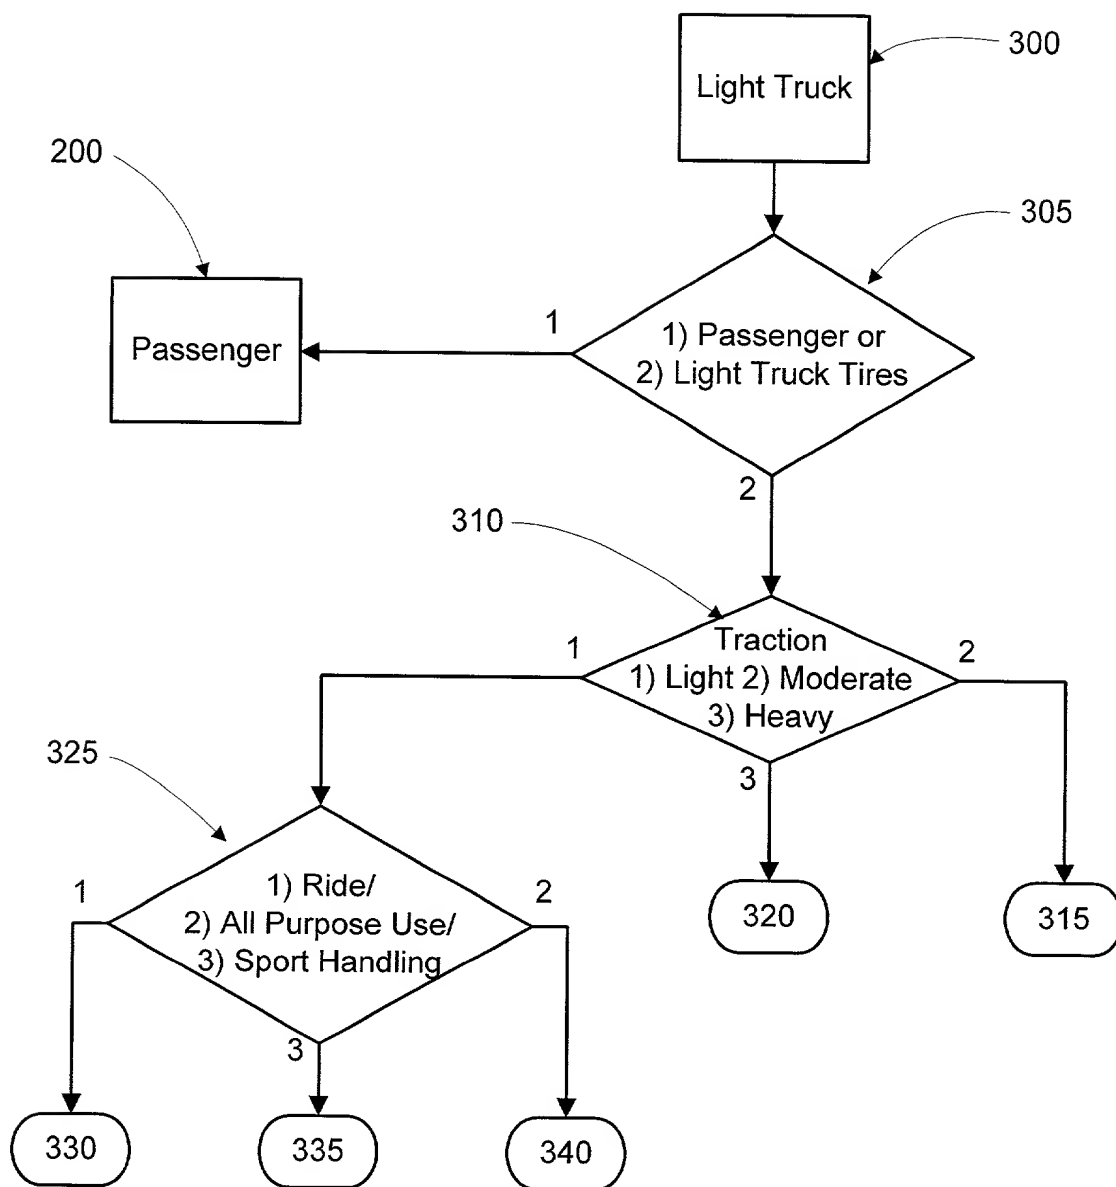 300
Light Truck
200
305
1
1) Passenger or
Passenger
2) Light Truck Tires
2
310
1
Traction
2
1) Light 2) Moderate
3) Heavy
325
3
1
1) Ride/
2
2) All Purpose Use/
320
315
3) Sport Handling
3
330
335
340